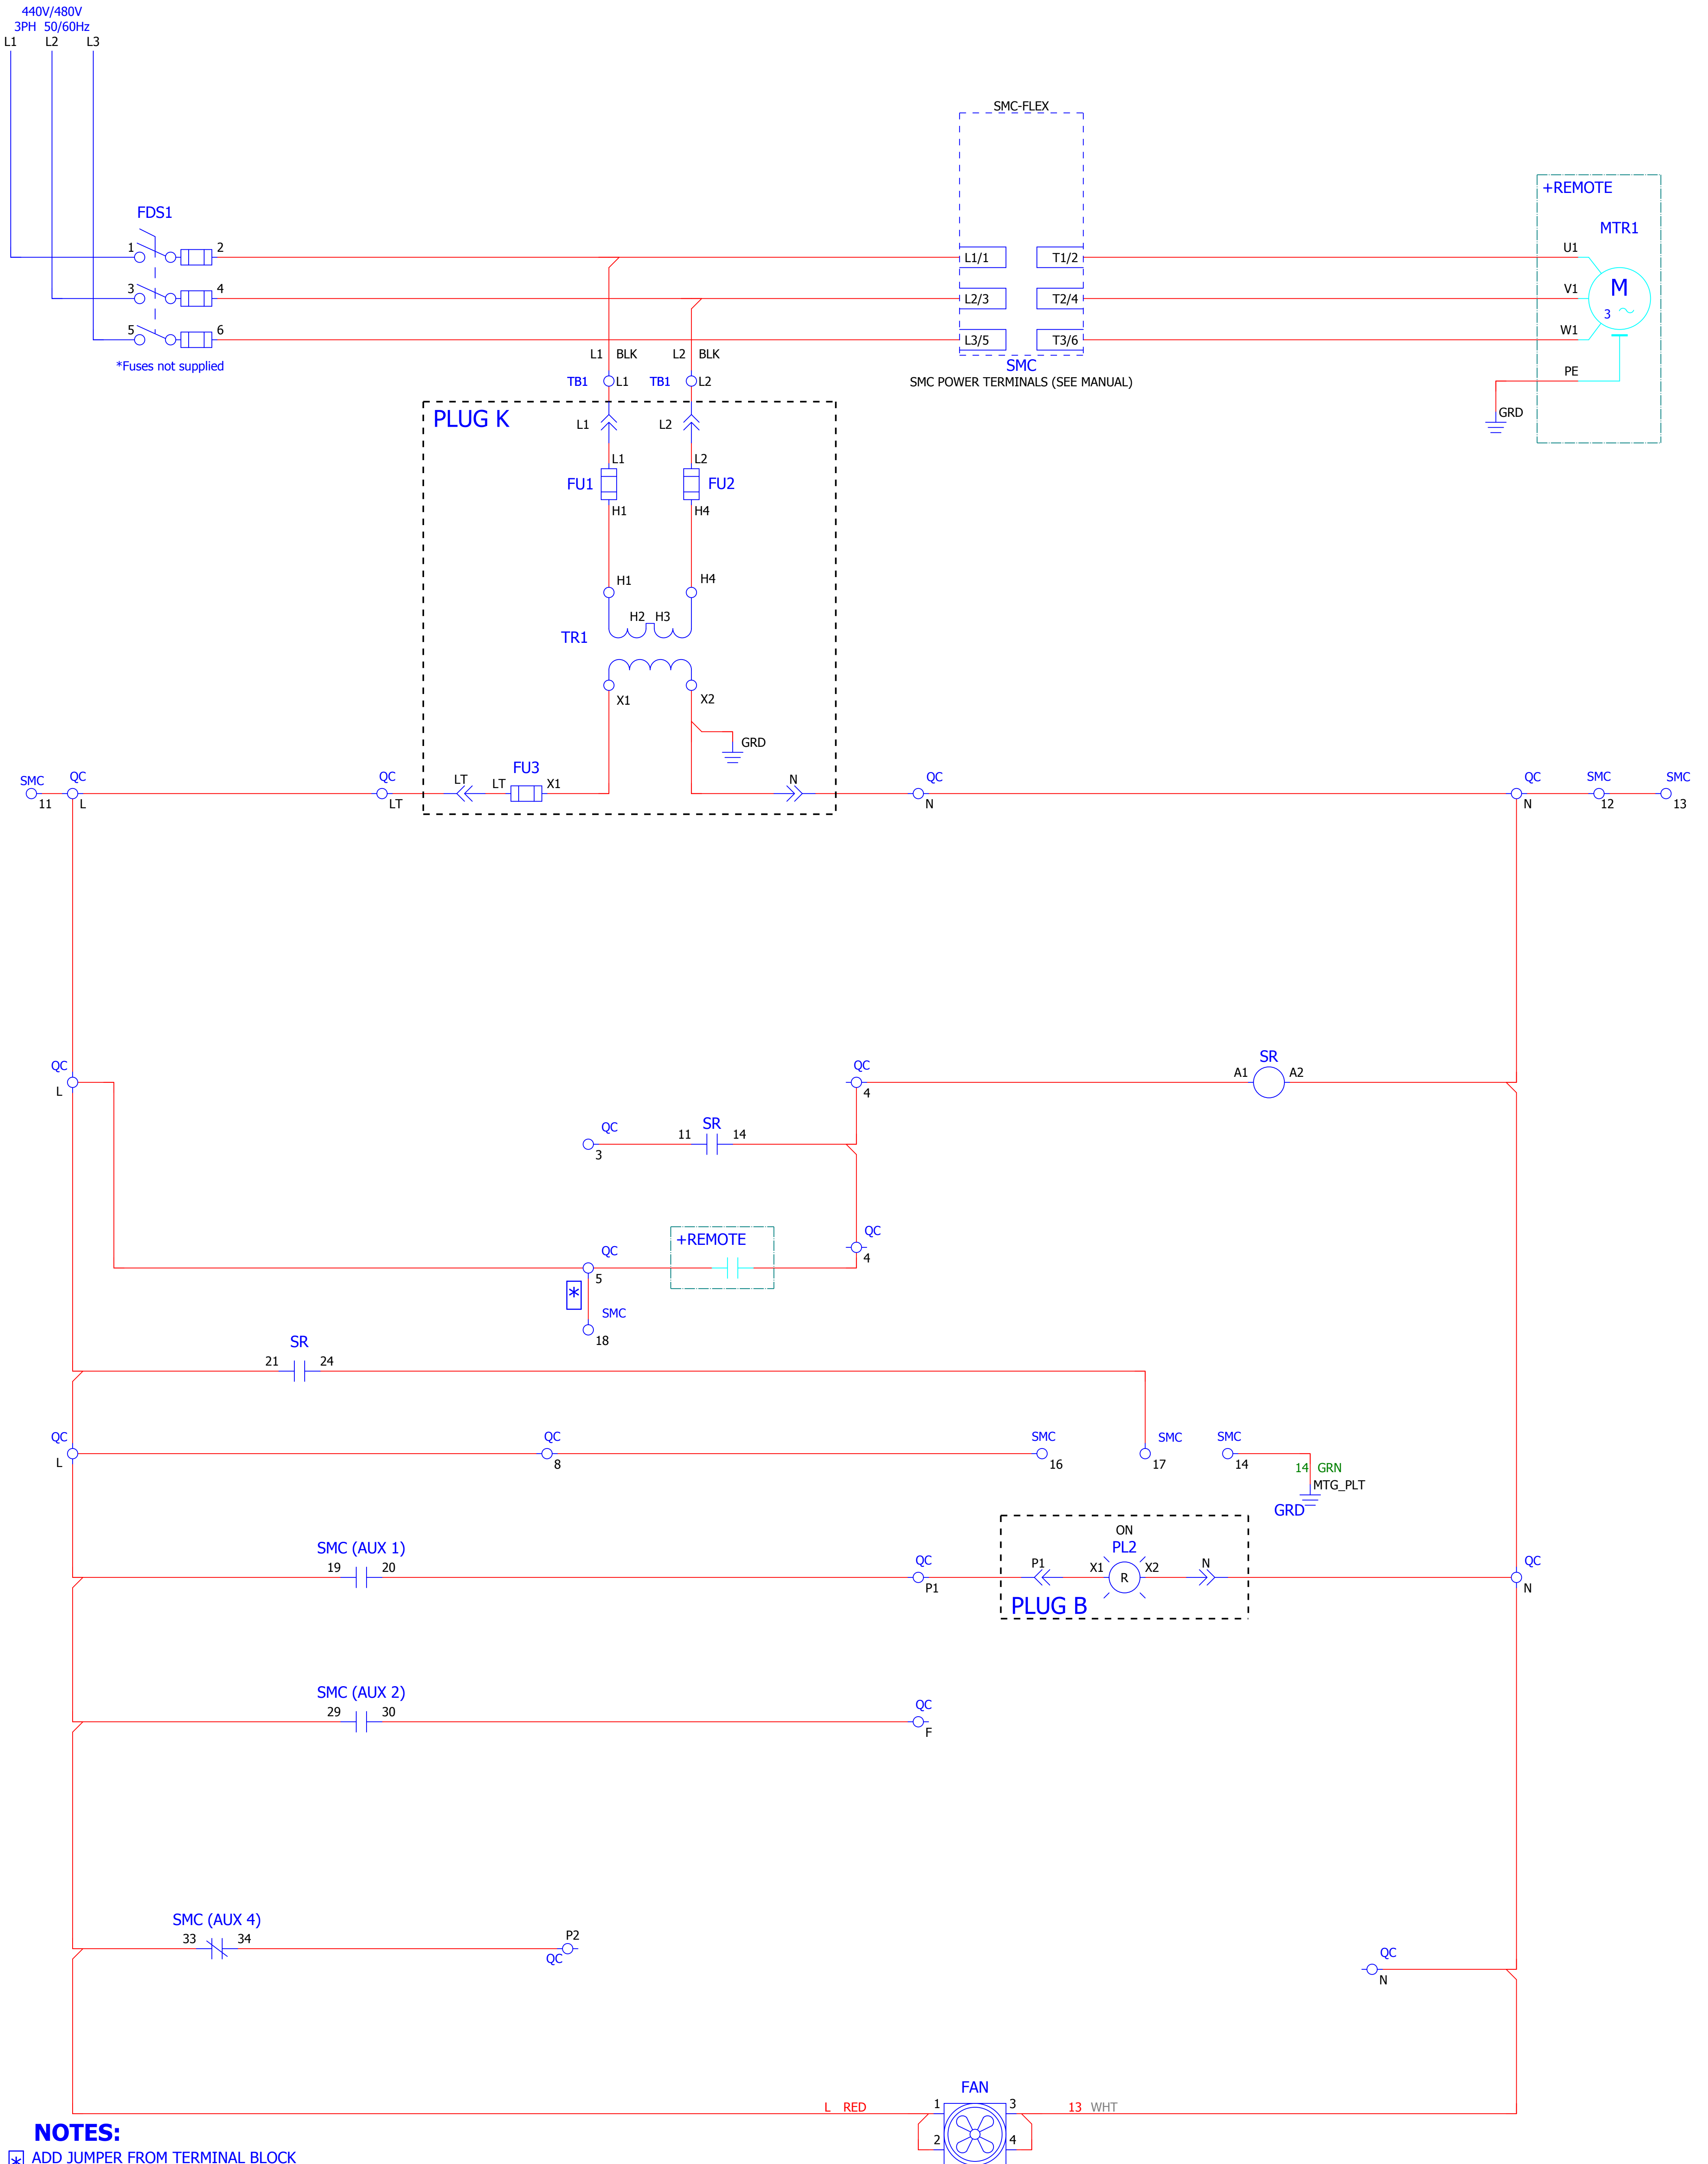 440V/480V
3PH 50/60Hz
L1 L2 L3
SMC-FLEX
+REMOTE
MTR1
FDS1
1 2 L1/1 T1/2 U1
3 4 L2/3 T2/4 V1
M
3
5 6 L3/5 T3/6 W1
*Fuses not supplied
L1 BLK L2 BLK
SMC
SMC POWER TERMINALS (SEE MANUAL)
PE
TB1 L1 TB1 L2
GRD
PLUG K
L1 L2
L1 L2
FU1 FU2
H1 H4
H1 H4
H2 H3
TR1
X1 X2
GRD
SMC QC QC LT LT FU3 X1 N QC QC SMC SMC
11 L LT N N 12 13
QC QC SR
L 4 A1 A2
QC SR
3 11 14
QC
4
+REMOTE
QC
5
*
SMC
18
SR
21 24
QC QC SMC SMC SMC
L 8 16 17 14
14 GRN
MTG_PLT
GRD
ON
PL2
SMC (AUX 1)
19 20 QC P1 X1 R X2 N QC
P1 N
PLUG B
SMC (AUX 2)
29 30 QC
F
SMC (AUX 4)
33 34 P2
QC
QC
N
FAN
L RED 1 3 13 WHT
2 4
NOTES:
* ADD JUMPER FROM TERMINAL BLOCK